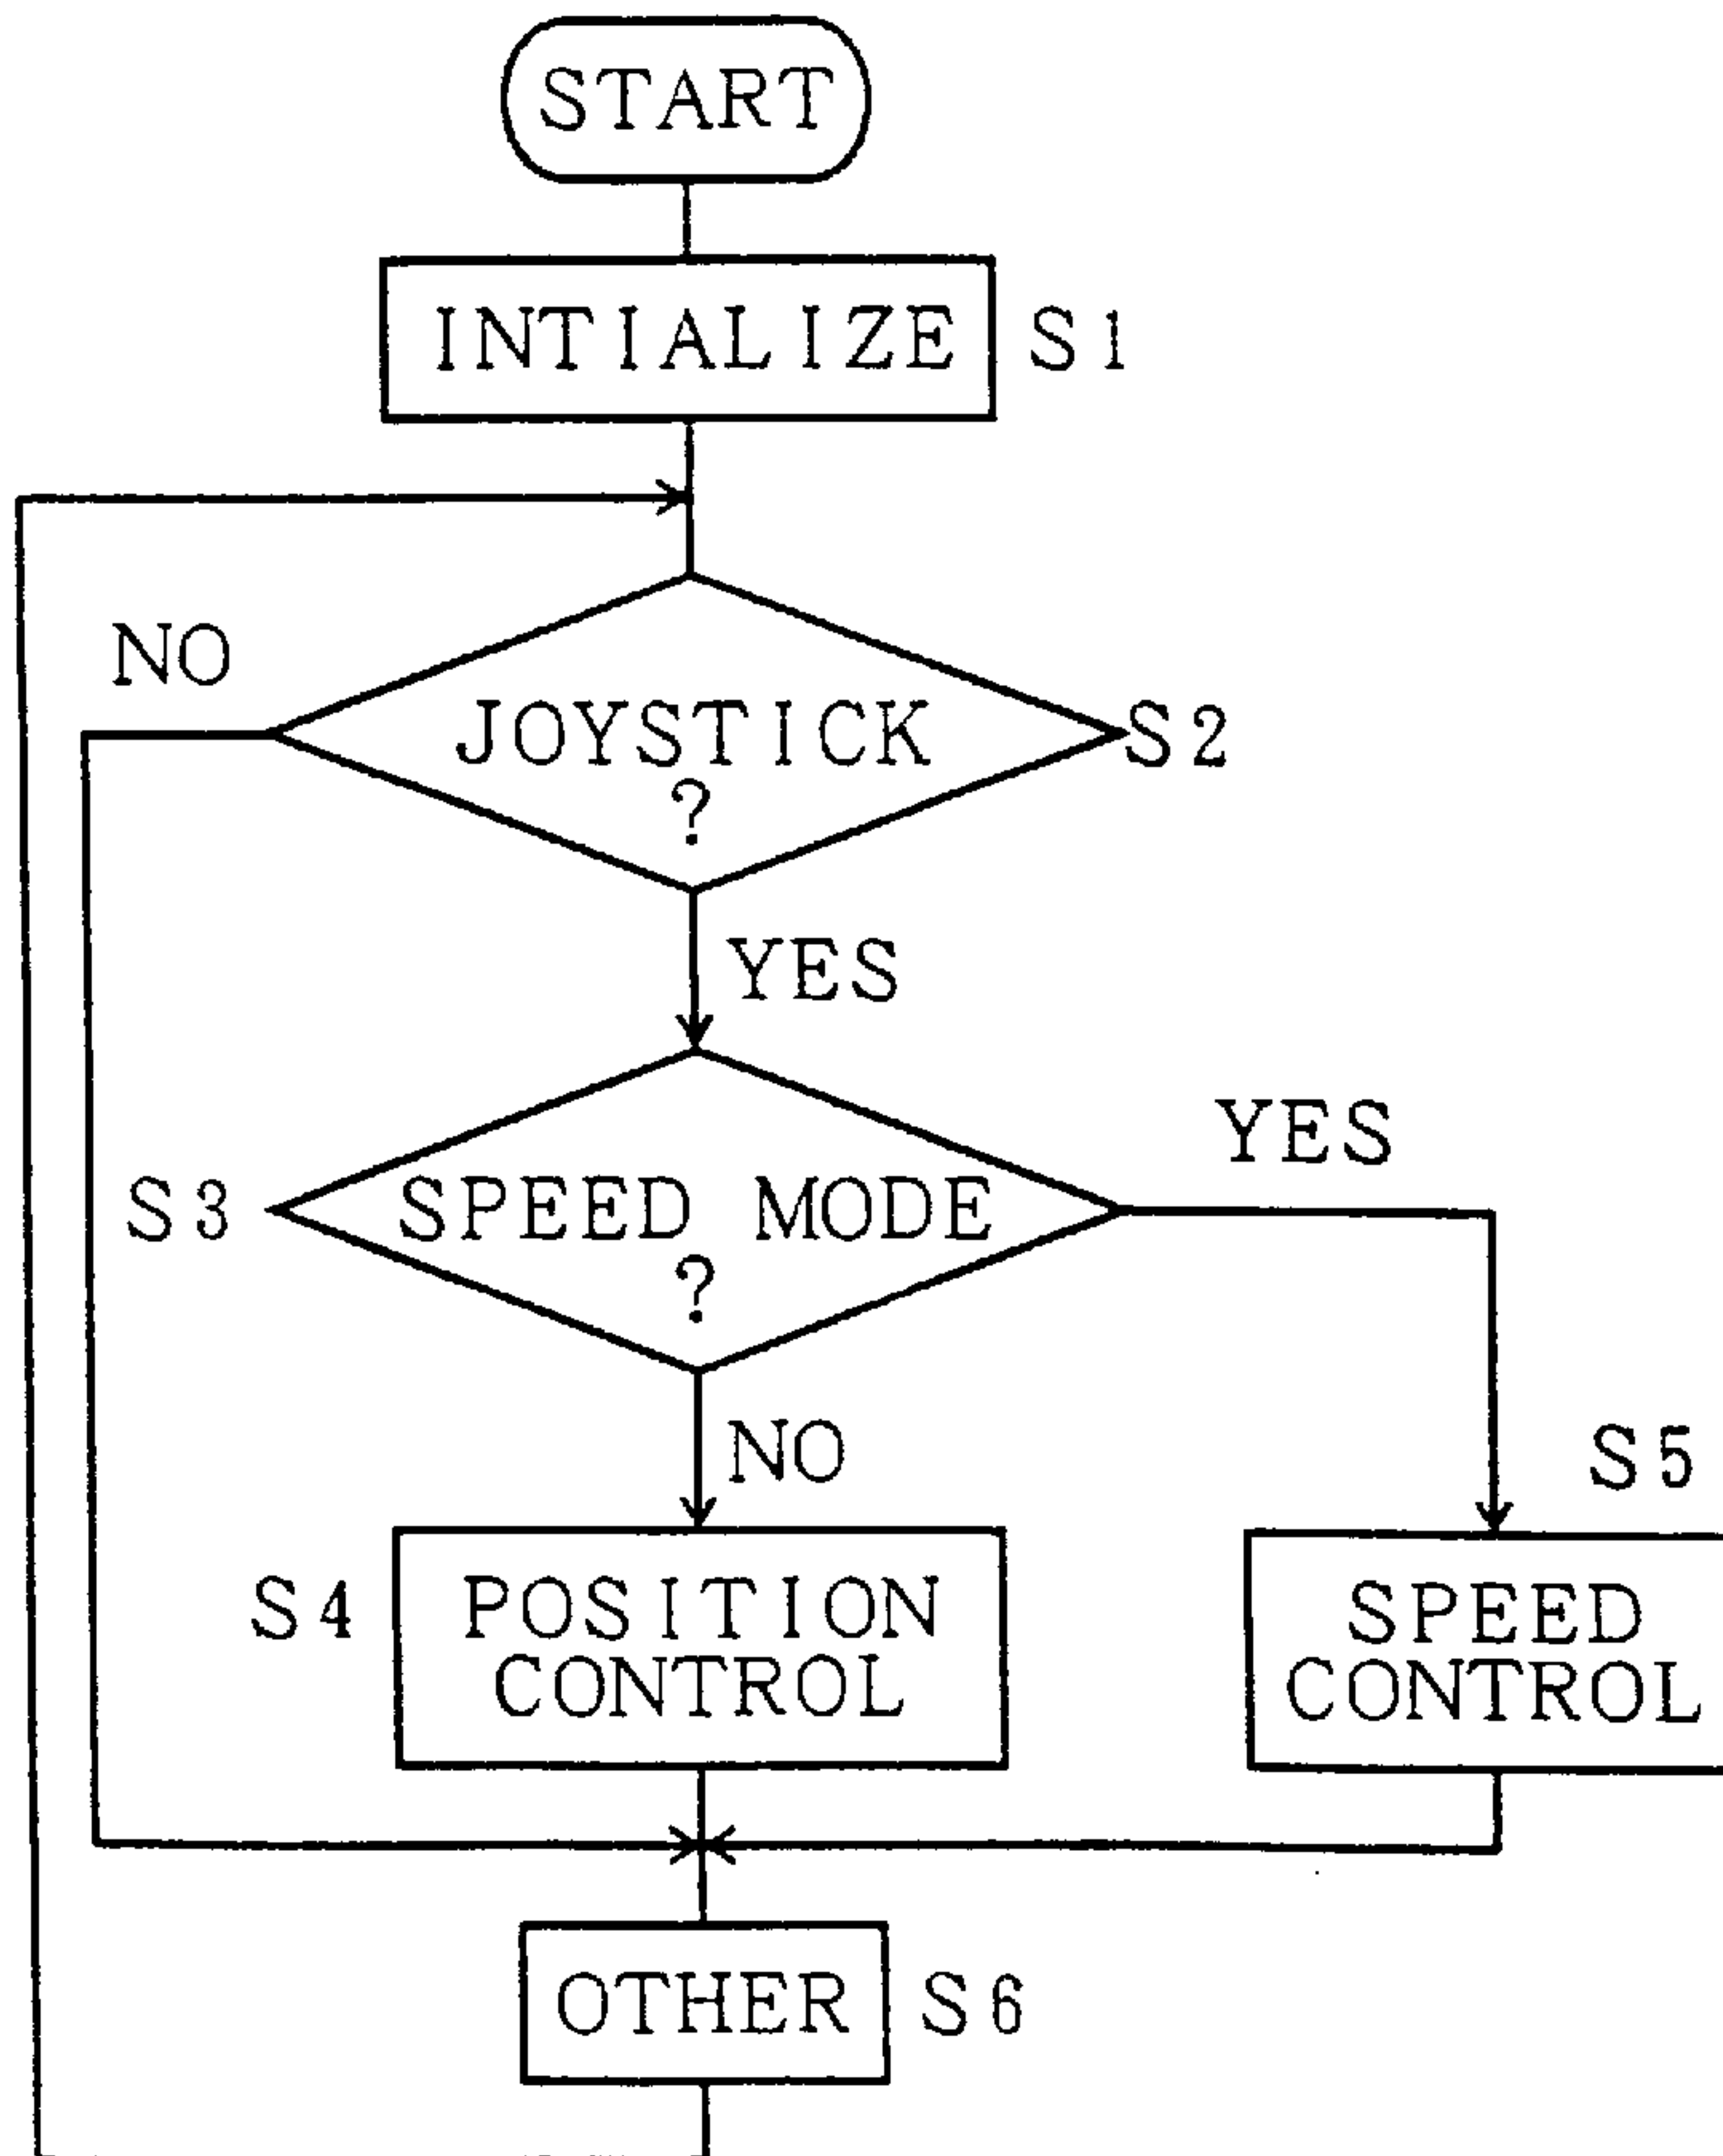 START
INTIALIZE S1
NO
JOYSTICK S2
?
YES
YES
S3 SPEED MODE
?
NO
S5
S4 POSITION
CONTROL
SPEED
CONTROL
OTHER S6